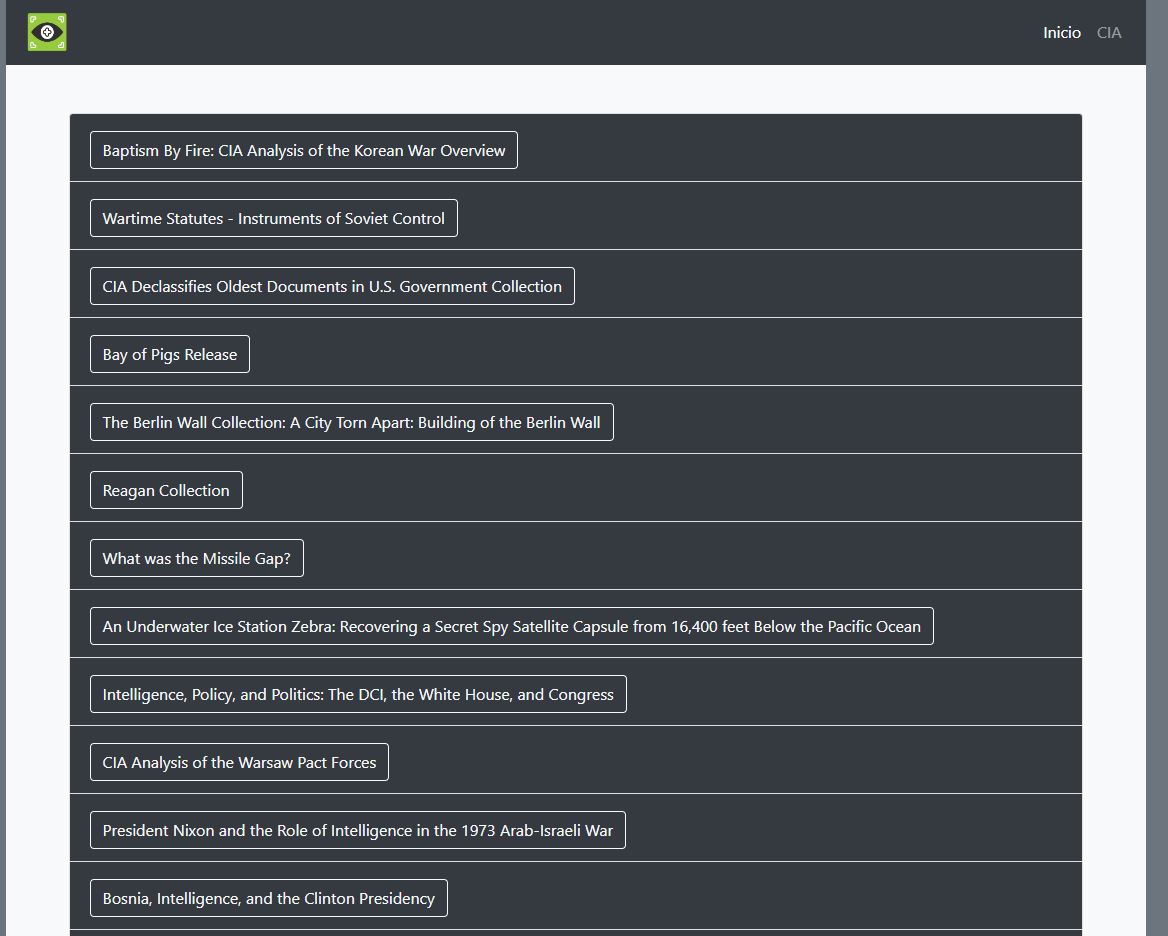 Inicio CIA
Baptism By Fire: CIA Analysis of the Korean War Overview
Wartime Statutes - Instruments of Soviet Control
CIA Declassifies Oldest Documents in U.S. Government Collection
Bay of Pigs Release
The Berlin Wall Collection: A City Torn Apart: Building of the Berlin Wall
Reagan Collection
What was the Missile Gap?
An Underwater Ice Station Zebra: Recovering a Secret Spy Satellite Capsule from 16,400 feet Below the Pacific Ocean
Intelligence, Policy, and Politics: The DCI, the White House, and Congress
CIA Analysis of the Warsaw Pact Forces
President Nixon and the Role of Intelligence in the 1973 Arab-Israeli War
Bosnia, Intelligence, and the Clinton Presidency